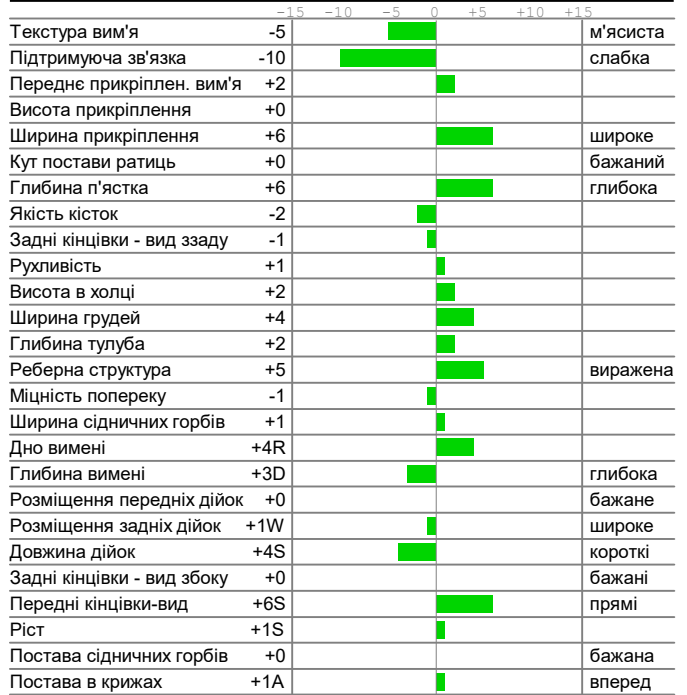 -15 -10 -5 0 +5 +10 +15
Текстура вим'я -5 м'ясиста
Підтримуюча зв'язка -10 слабка
Переднє прикріплен. вим'я +2
Висота прикріплення +0
Ширина прикріплення +6 широке
Кут постави ратиць +0 бажаний
Глибина п'ястка +6 глибока
Якість кісток -2
Задні кінцівки - вид ззаду -1
Рухливість +1
Висота в холці +2
Ширина грудей +4
Глибина тулуба +2
Реберна структура +5 виражена
Міцність попереку -1
Ширина сідничних горбів +1
Дно вимені +4R
Глибина вимені +3D глибока
Розміщення передніх дійок +0 бажане
Розміщення задніх дійок +1W широке
Довжина дійок +4S короткі
Задні кінцівки - вид збоку +0 бажані
Передні кінцівки-вид +6S прямі
Ріст +1S
Постава сідничних горбів +0 бажана
Постава в крижах +1A вперед